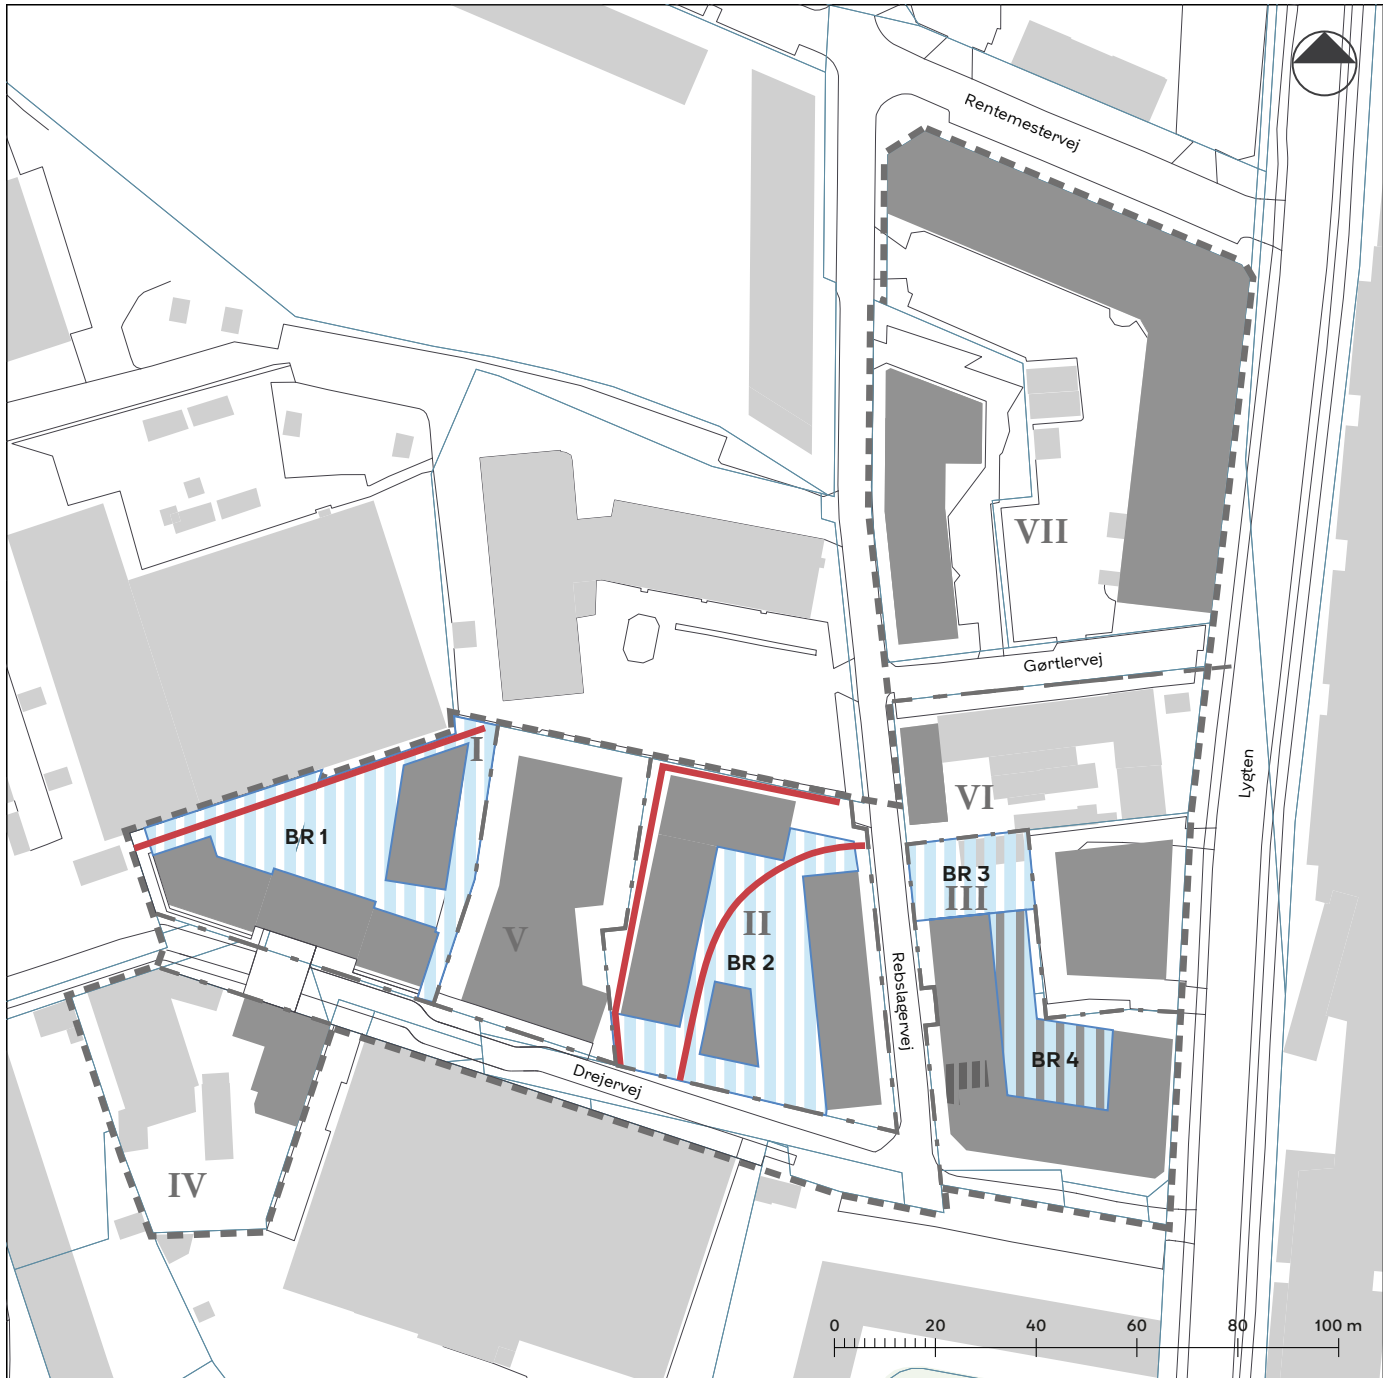 Rentemestervej
VII
Gørtlervej
I
VI
Lygten
BR 1
BR 3
III
II
V
BR 2
Rebslagervej
BR 4
Drejervej
IV
0 20 40 60 80 100 m